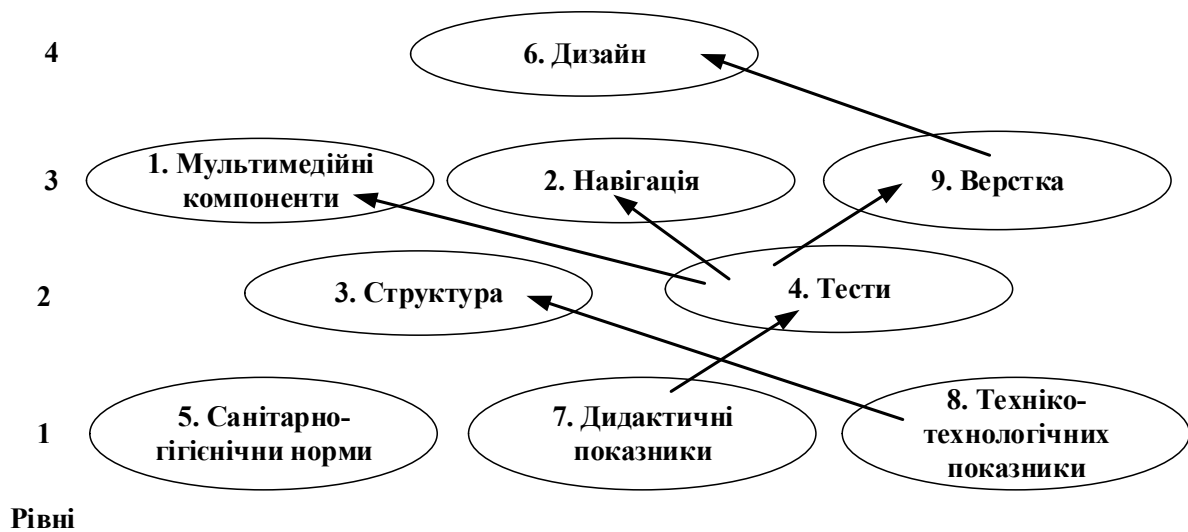 4
6. Дизайн
3
1. Мультимедійні
компоненти
2. Навігація
9. Верстка
2
3. Структура
4. Тести
1
5. Санітарно-
гігієнічни норми
7. Дидактичні
показники
8. Техніко-
технологічних
показники
Рівні